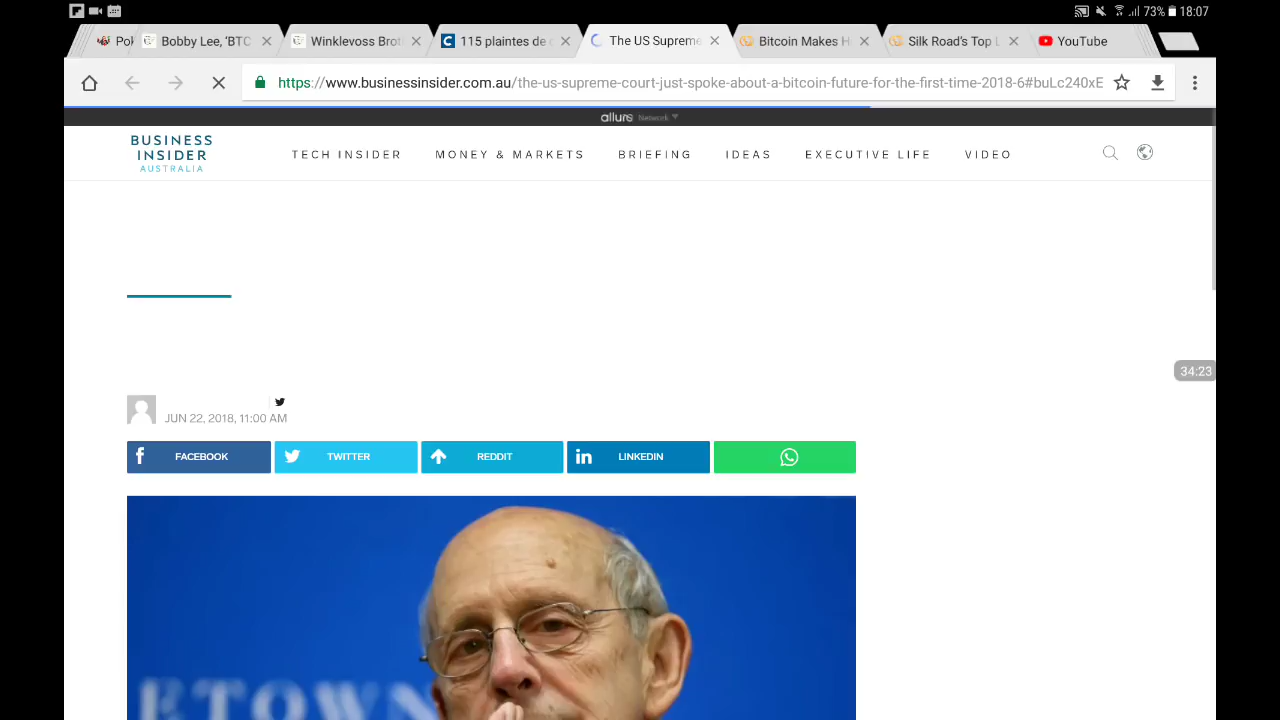 73% 18:07
Pol
Bobby Lee, ‘BTC
Winklevoss Brot
115 plaintes de c
The US Supreme
Bitcoin Makes H
Silk Road’s Top L
YouTube
https://www.businessinsider.com.au/the-us-supreme-court-just-spoke-about-a-bitcoin-future-for-the-first-time-2018-6#buLc240xE
allure Network
BUSINESS
INSIDER
AUSTRALIA
TECH INSIDER
MONEY & MARKETS
BRIEFING
IDEAS
EXECUTIVE LIFE
VIDEO
34:23
JUN 22, 2018, 11:00 AM
FACEBOOK
TWITTER
REDDIT
LINKEDIN
ETOWN